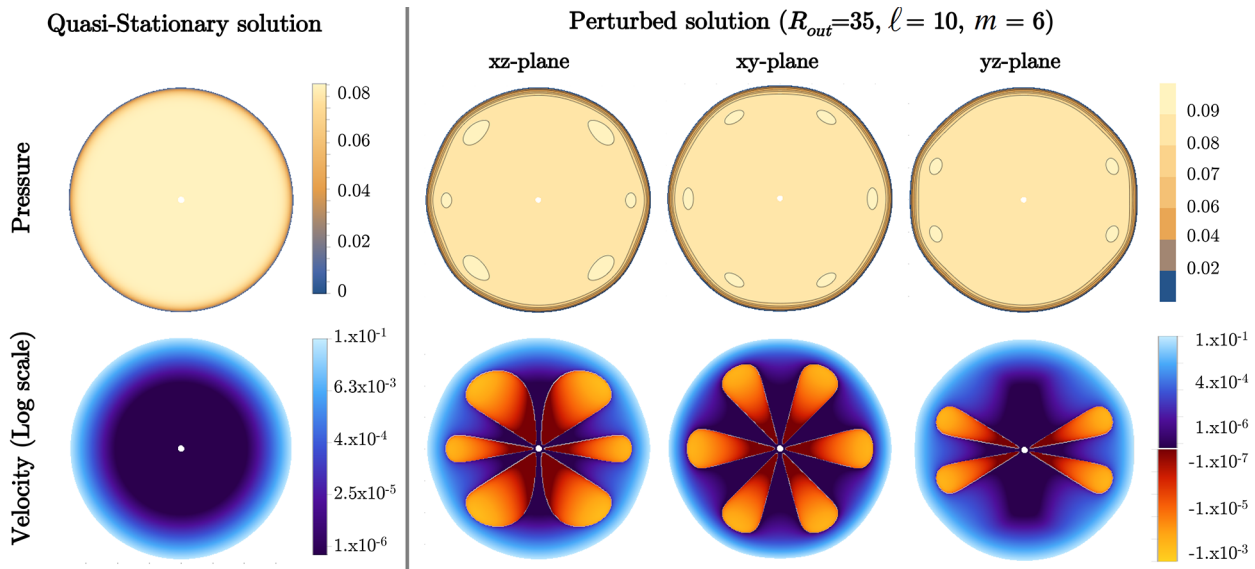 Quasi-Stationary solution
Perturbed solution (R_out=35, ℓ = 10, m = 6)
xz-plane
xy-plane
yz-plane
Pressure
0.08
0.06
0.04
0.02
0
0.09
0.08
0.07
0.06
0.04
0.02
Velocity (Log scale)
1.x10⁻¹
6.3x10⁻³
4.x10⁻⁴
2.5x10⁻⁵
1.x10⁻⁶
1.x10⁻¹
4.x10⁻⁴
1.x10⁻⁶
-1.x10⁻⁷
-1.x10⁻⁵
-1.x10⁻³